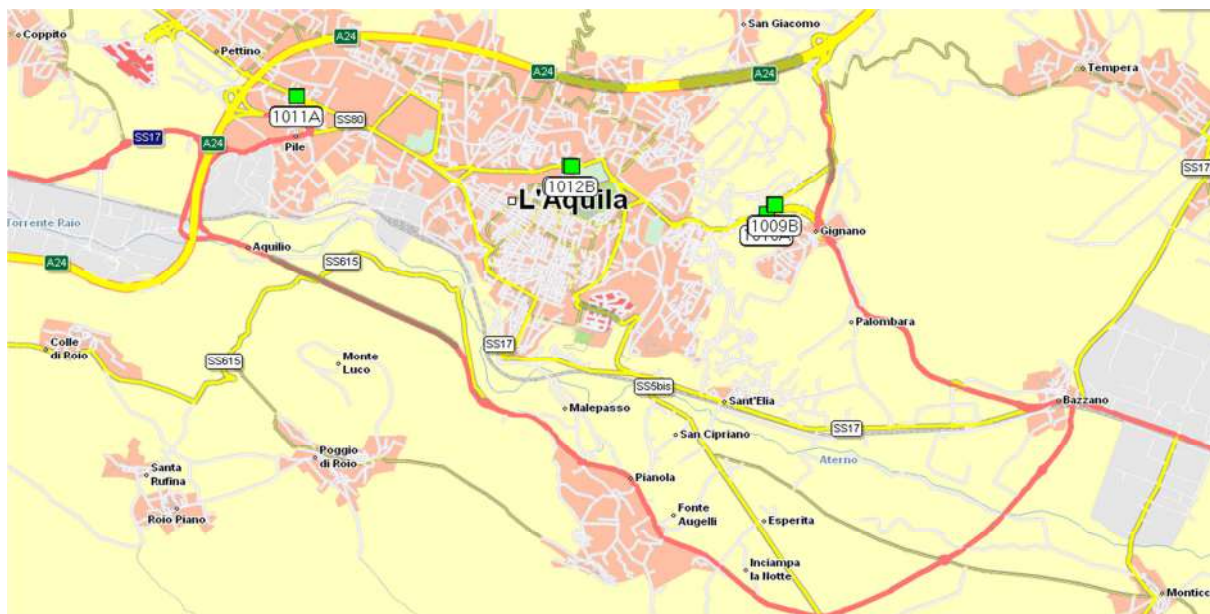 San Giacomo
Coppito
A24
Pettino
A24
A24
Tempera
1011A
SS80
SS17
Pile
A24
SS17
1012B
L'Aquila
1009B
Torrente Raio
Gignano
Aquilio
A24
SS615
Palombara
Colle
di Roio
SS17
SS615
Monte
Luco
SS5bis
Sant'Elia
Bazzano
Malepasso
SS17
San Cipriano
Poggio
di Roio
Aterno
Santa
Rufina
Pianola
Roio Piano
Fonte
Augelli
Esperita
Inciampa
la Notte
Monticc